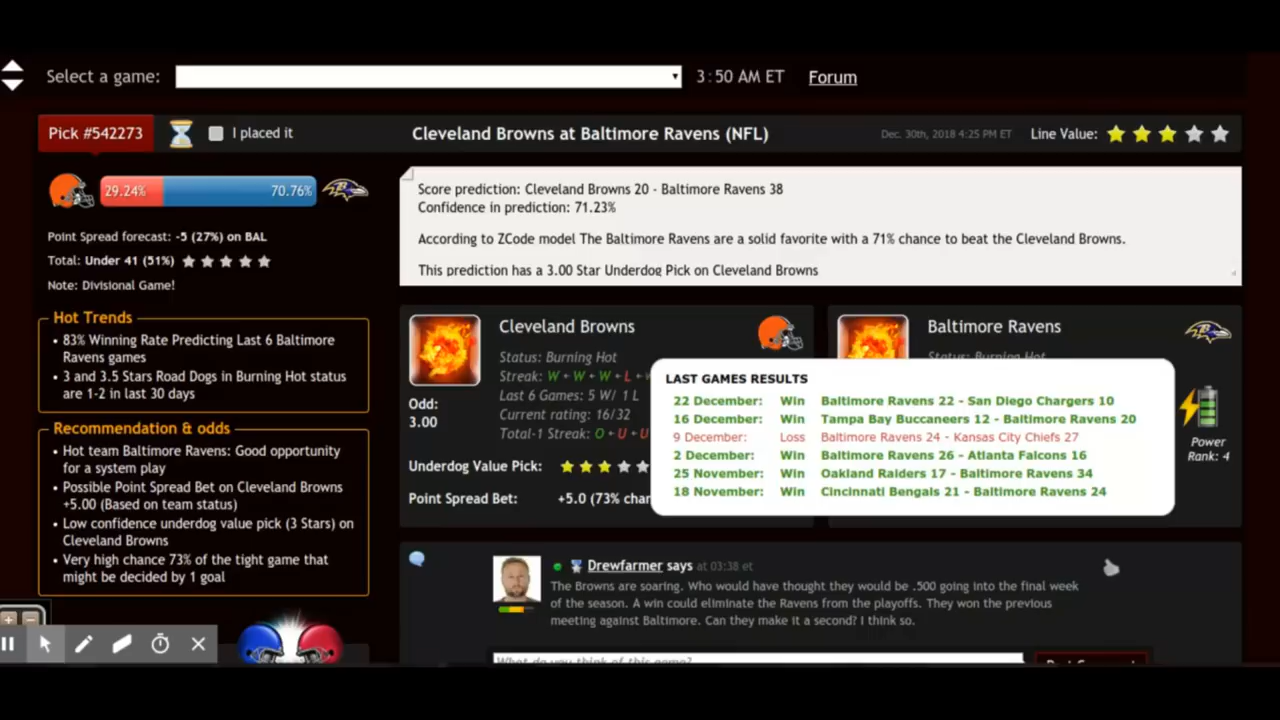 Select a game:
3:50 AM ET
Forum
Pick #542273
I placed it
Cleveland Browns at Baltimore Ravens (NFL)
Dec. 30th, 2018 4:25 PM ET
Line Value:
29.24%
70.76%
Point Spread forecast: -5 (27%) on BAL
Total: Under 41 (51%)
Note: Divisional Game!
Hot Trends
• 83% Winning Rate Predicting Last 6 Baltimore
Ravens games
• 3 and 3.5 Stars Road Dogs in Burning Hot status
are 1-2 in last 30 days
Recommendation & odds
• Hot team Baltimore Ravens: Good opportunity
for a system play
• Possible Point Spread Bet on Cleveland Browns
+5.00 (Based on team status)
• Low confidence underdog value pick (3 Stars) on
Cleveland Browns
• Very high chance 73% of the tight game that
might be decided by 1 goal
Score prediction: Cleveland Browns 20 - Baltimore Ravens 38
Confidence in prediction: 71.23%
According to ZCode model The Baltimore Ravens are a solid favorite with a 71% chance to beat the Cleveland Browns.
This prediction has a 3.00 Star Underdog Pick on Cleveland Browns
Cleveland Browns
Status: Burning Hot
Streak: W - W - W - L -
Last 6 Games: 5 W/ 1 L
Current rating: 16/32
Total-1 Streak: O - U - U
Odd:
3.00
Underdog Value Pick:
Point Spread Bet:
+5.0 (73%
Baltimore Ravens
Status: Burning Hot
Power
Rank: 4
LAST GAMES RESULTS
22 December: Win Baltimore Ravens 22 - San Diego Chargers 10
16 December: Win Tampa Bay Buccaneers 12 - Baltimore Ravens 20
9 December: Loss Baltimore Ravens 24 - Kansas City Chiefs 27
2 December: Win Baltimore Ravens 26 - Atlanta Falcons 16
25 November: Win Oakland Raiders 17 - Baltimore Ravens 34
18 November: Win Cincinnati Bengals 21 - Baltimore Ravens 24
Drewfarmer says at 03:38 et
The Browns are soaring. Who would have thought they would be .500 going into the final week
of the season. A win could eliminate the Ravens from the playoffs. They won the previous
meeting against Baltimore. Can they make it a second? I think so.
What do you think of this game?